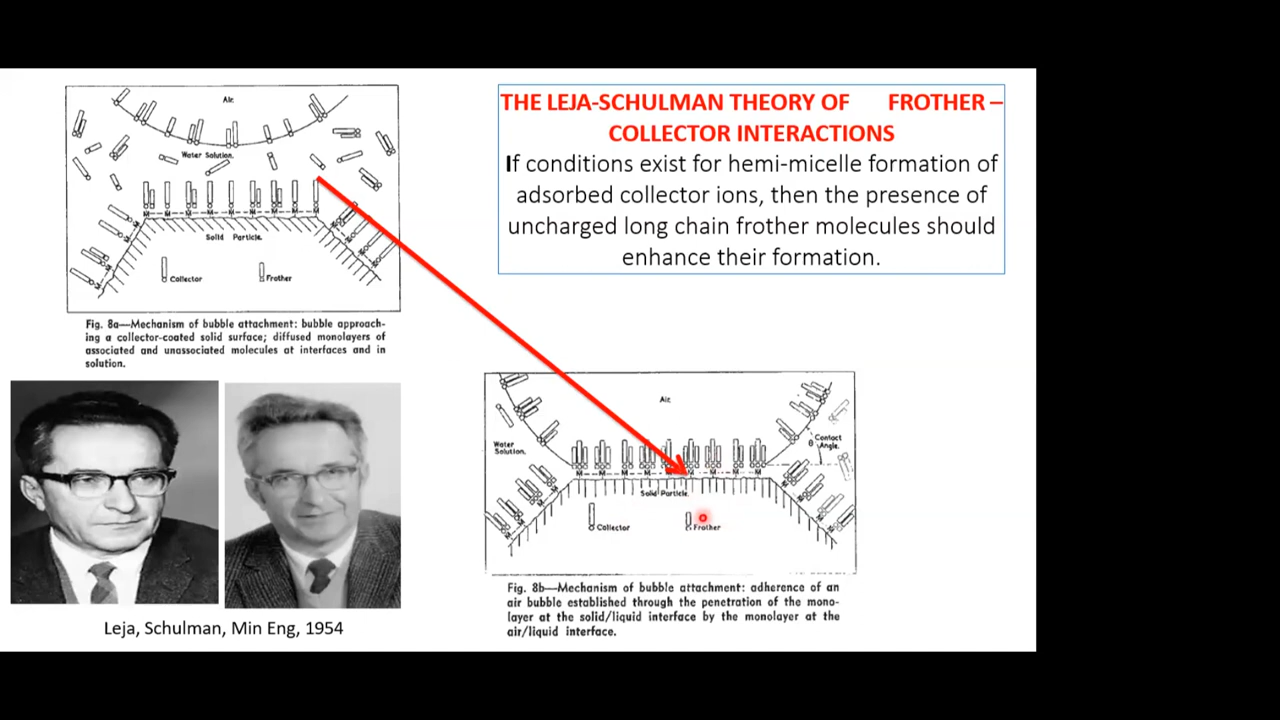 Air
Water Solution.
Solid Particle.
Collector
Frother
Fig. 8a—Mechanism of bubble attachment: bubble approach-
ing a collector-coated solid surface; diffused monolayers of
associated and unassociated molecules at interfaces and in
solution.
THE LEJA-SCHULMAN THEORY OF FROTHER –
COLLECTOR INTERACTIONS
If conditions exist for hemi-micelle formation of
adsorbed collector ions, then the presence of
uncharged long chain frother molecules should
enhance their formation.
Leja, Schulman, Min Eng, 1954
Air
Water
Solution.
Contact
Angle.
θ
Solid Particle.
Collector
Frother
Fig. 8b—Mechanism of bubble attachment: adherence of an
air bubble established through the penetration of the mono-
layer at the solid/liquid interface by the monolayer at the
air/liquid interface.